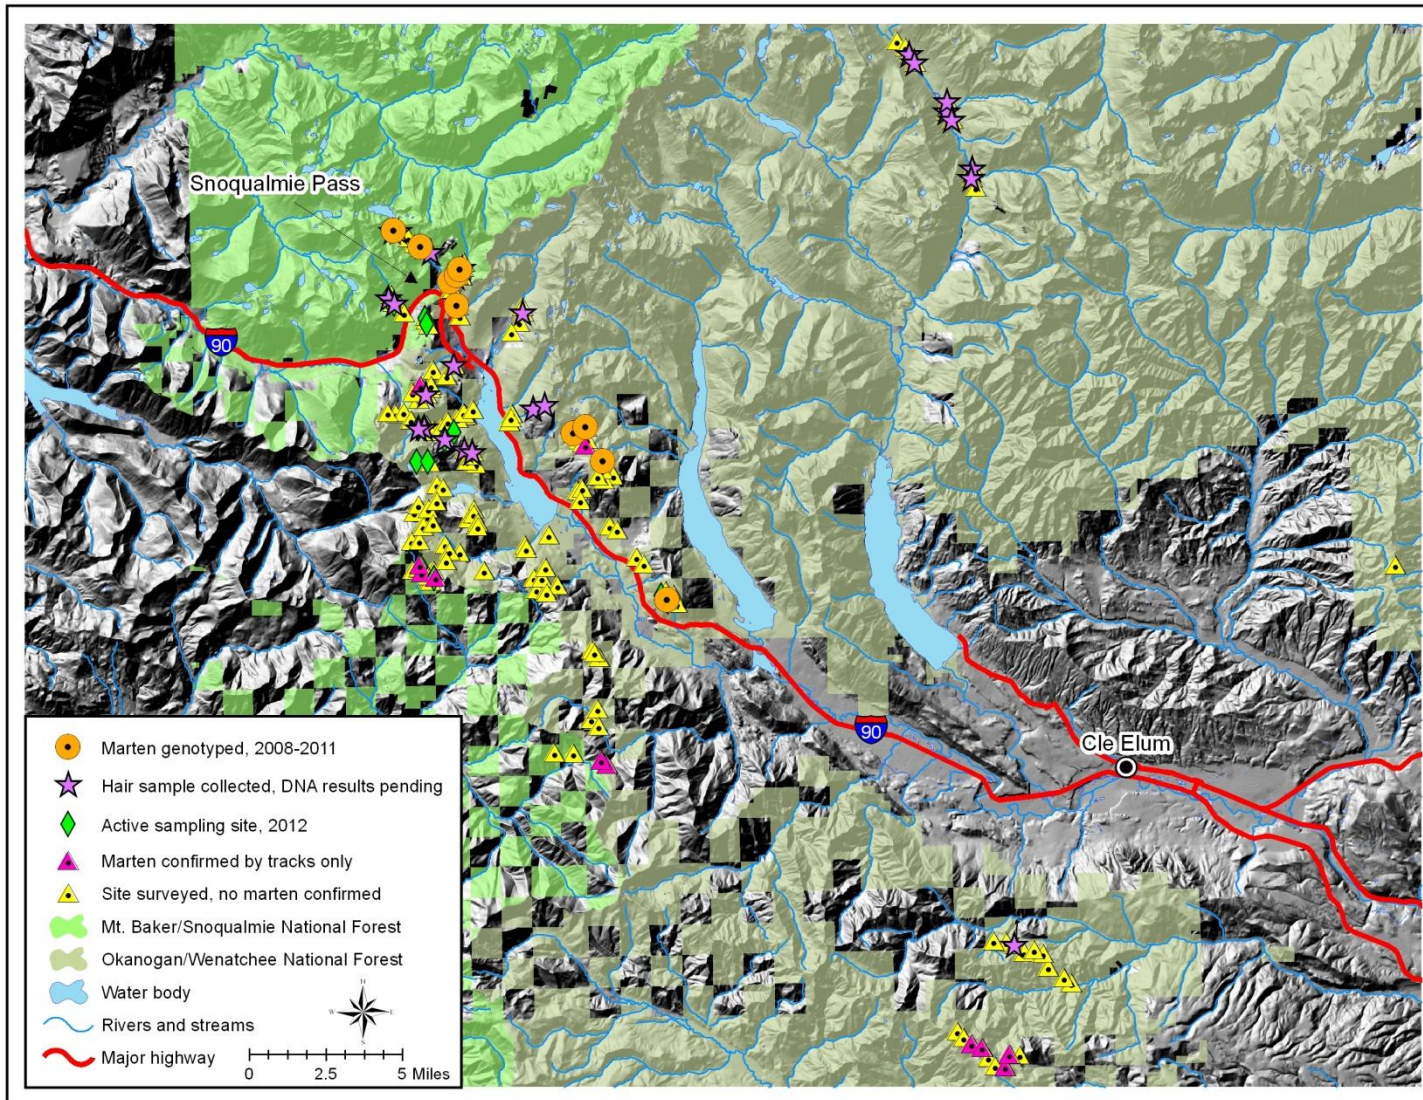 Snoqualmie Pass
90
90
Cle Elum
Marten genotyped, 2008-2011
Hair sample collected, DNA results pending
Active sampling site, 2012
Marten confirmed by tracks only
Site surveyed, no marten confirmed
Mt. Baker/Snoqualmie National Forest
Okanogan/Wenatchee National Forest
Water body
Rivers and streams
Major highway
N
W E
S
0 2.5 5 Miles